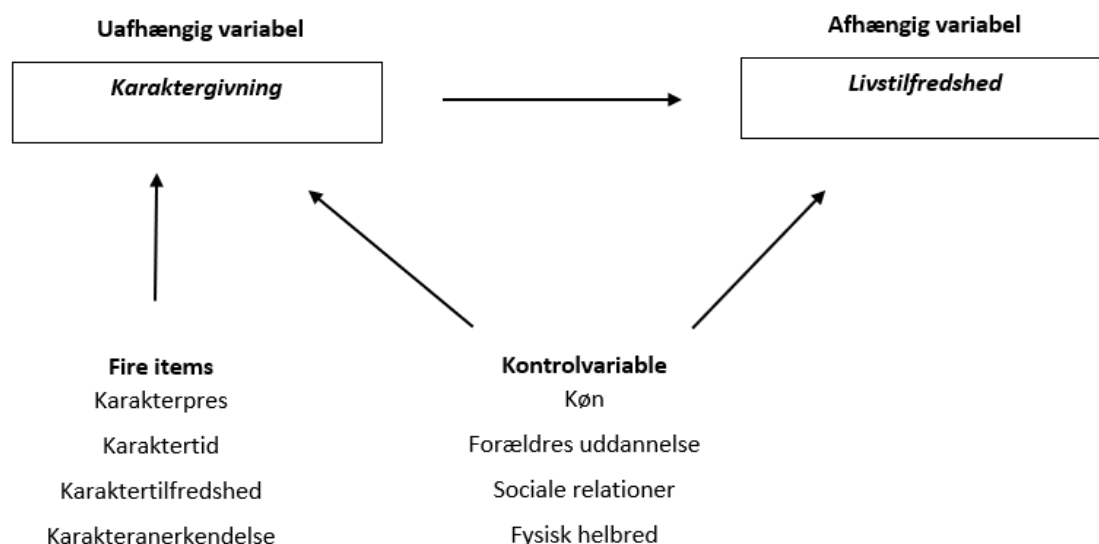 Uafhængig variabel
Afhængig variabel
Karaktergivning
Livstilfredshed
Fire items
Karakterpres
Karaktertid
Karaktertilfredshed
Karakteranerkendelse
Kontrolvariable
Køn
Forældres uddannelse
Sociale relationer
Fysisk helbred